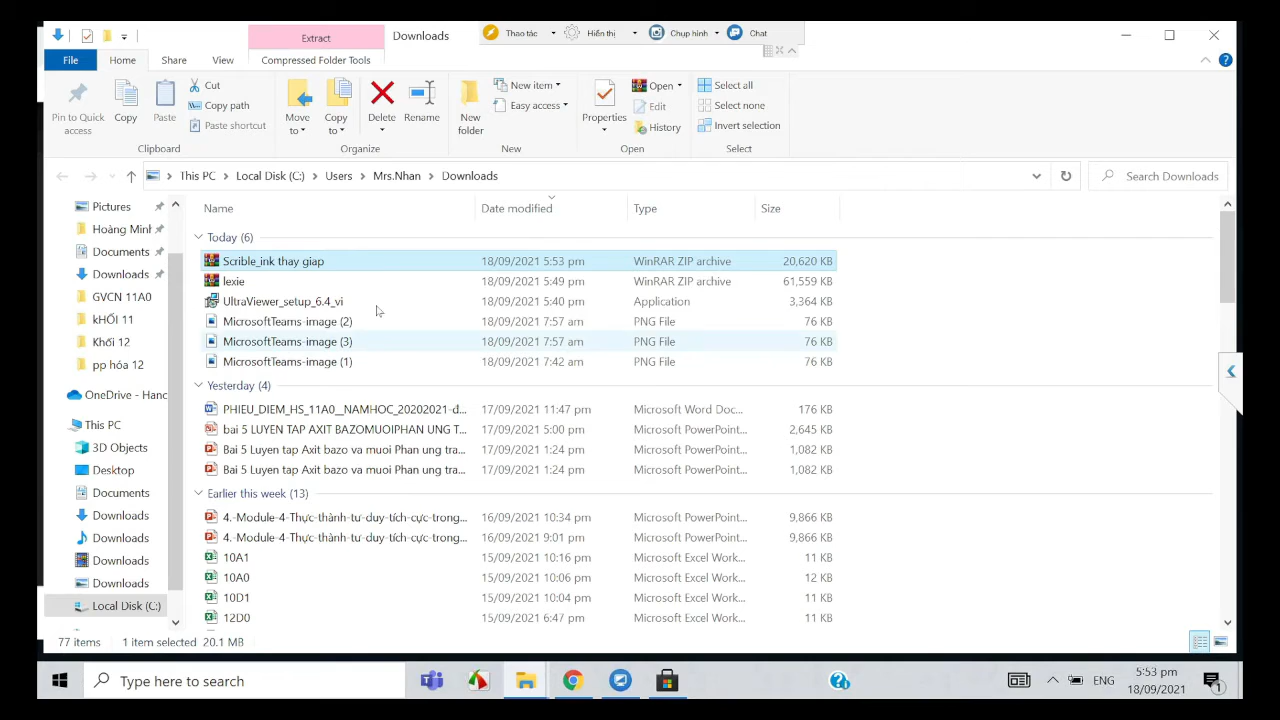 Extract
Downloads
Thao tác
Hiển thị
Chụp hình
Chat
File
Home
Share
View
Compressed Folder Tools
Pin to Quick access
Copy
Paste
Cut
Copy path
Paste shortcut
Clipboard
Move to
Copy to
Delete
Rename
Organize
New folder
New item
Easy access
New
Properties
Open
Edit
History
Open
Select all
Select none
Invert selection
Select
This PC
Local Disk (C:)
Users
Mrs.Nhan
Downloads
Search Downloads
Pictures
Hoàng Minh
Documents
Downloads
GVCN 11A0
kHỐI 11
Khối 12
pp hóa 12
OneDrive - Hanc
This PC
3D Objects
Desktop
Documents
Downloads
Downloads
Downloads
Downloads
Local Disk (C:)
Name Date modified Type Size
Today (6)
Scrible_ink thay giap 18/09/2021 5:53 pm WinRAR ZIP archive 20,620 KB
lexie 18/09/2021 5:49 pm WinRAR ZIP archive 61,559 KB
UltraViewer_setup_6.4_vi 18/09/2021 5:40 pm Application 3,364 KB
MicrosoftTeams-image (2) 18/09/2021 7:57 am PNG File 76 KB
MicrosoftTeams-image (3) 18/09/2021 7:57 am PNG File 76 KB
MicrosoftTeams-image (1) 18/09/2021 7:42 am PNG File 76 KB
Yesterday (4)
PHIEU_DIEM_HS_11A0__NAMHOC_20202021-d... 17/09/2021 11:47 pm Microsoft Word Doc... 176 KB
bai 5 LUYEN TAP AXIT BAZOMUOIPHAN UNG T... 17/09/2021 5:00 pm Microsoft PowerPoint... 2,645 KB
Bai 5 Luyen tap Axit bazo va muoi Phan ung tra... 17/09/2021 1:24 pm Microsoft PowerPoint... 1,082 KB
Bai 5 Luyen tap Axit bazo va muoi Phan ung tra... 17/09/2021 1:24 pm Microsoft PowerPoint... 1,082 KB
Earlier this week (13)
4.-Module-4-Thực-thành-tư-duy-tích-cực-trong... 16/09/2021 10:34 pm Microsoft PowerPoint... 9,866 KB
4.-Module-4-Thực-thành-tư-duy-tích-cực-trong... 16/09/2021 9:01 pm Microsoft PowerPoint... 9,866 KB
10A1 15/09/2021 10:16 pm Microsoft Excel Work... 11 KB
10A0 15/09/2021 10:06 pm Microsoft Excel Work... 12 KB
10D1 15/09/2021 10:04 pm Microsoft Excel Work... 11 KB
12D0 15/09/2021 6:47 pm Microsoft Excel Work... 11 KB
77 items 1 item selected 20.1 MB
Type here to search
ENG
5:53 pm
18/09/2021
1